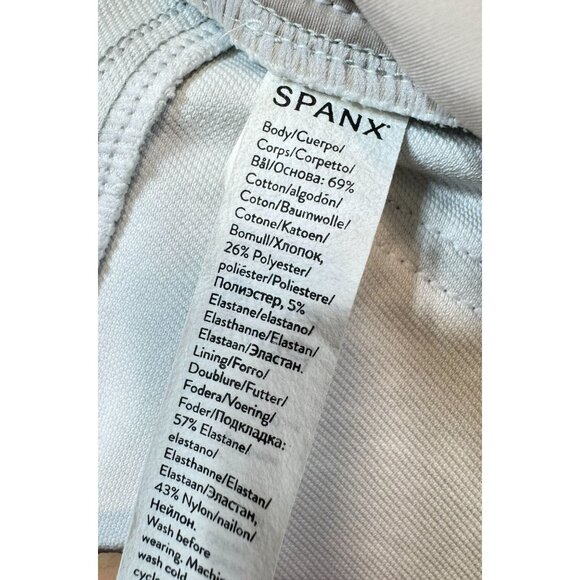 SPANX
Body/Cuerpo/
Corps/Corpetto/
Bål/Основа: 69%
Cotton/algodón/
Coton/Baumwolle/
Cotone/Katoen/
Bomull/Хлопок,
26% Polyester/
poliéster/Poliestere/
Полиэстер, 5%
Elastane/elastano/
Elasthanne/Elastan/
Elastaan/Эластан.
Lining/Forro/
Doublure/Futter/
Fodera/Voering/
Foder/Подкладка:
57% Elastane/
elastano/
Elasthanne/Elastan/
Elastaan/Эластан,
43% Nylon/nailon/
Нейлон.
Wash before
wearing. Machin
wash cold